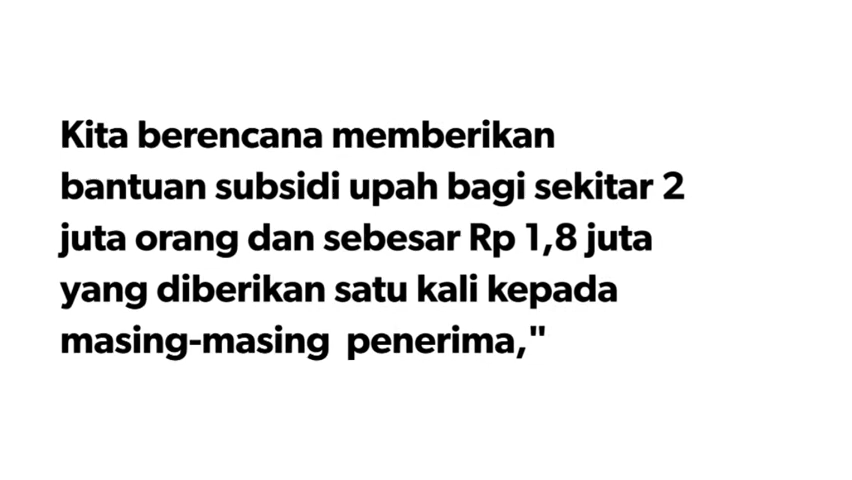 Kita berencana memberikan
bantuan subsidi upah bagi sekitar 2
juta orang dan sebesar Rp 1,8 juta
yang diberikan satu kali kepada
masing-masing  penerima,"